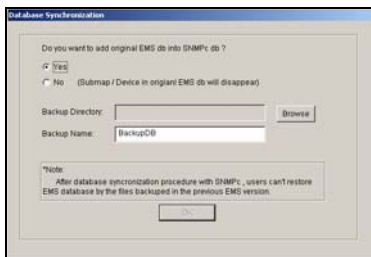 Database Synchronization
Do you want to add original EMS db into SNMPc db ?
Yes
No (Submap / Device in origianl EMS db will disappear)
Backup Directory:
Browse
Backup Name:
BackupDB
*Note:
After database syncronization procedure with SNMPc , users can't restore
EMS database by the files backuped in the previous EMS version.
OK